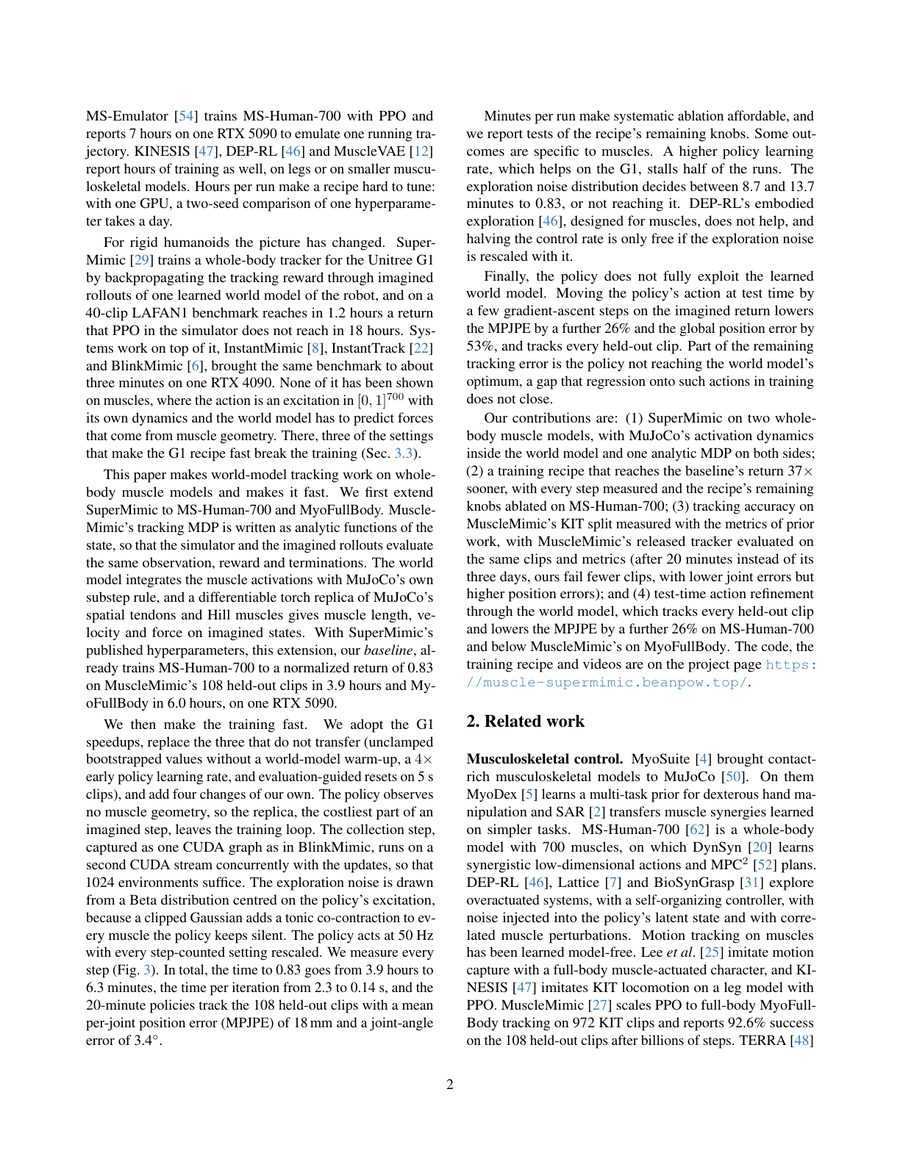 MS-Emulator [54] trains MS-Human-700 with PPO and
reports 7 hours on one RTX 5090 to emulate one running tra-
jectory. KINESIS [47], DEP-RL [46] and MuscleVAE [12]
report hours of training as well, on legs or on smaller muscu-
loskeletal models. Hours per run make a recipe hard to tune:
with one GPU, a two-seed comparison of one hyperparame-
ter takes a day.
For rigid humanoids the picture has changed. Super-
Mimic [29] trains a whole-body tracker for the Unitree G1
by backpropagating the tracking reward through imagined
rollouts of one learned world model of the robot, and on a
40-clip LAFAN1 benchmark reaches in 1.2 hours a return
that PPO in the simulator does not reach in 18 hours. Sys-
tems work on top of it, InstantMimic [8], InstantTrack [22]
and BlinkMimic [6], brought the same benchmark to about
three minutes on one RTX 4090. None of it has been shown
on muscles, where the action is an excitation in [0, 1]^700 with
its own dynamics and the world model has to predict forces
that come from muscle geometry. There, three of the settings
that make the G1 recipe fast break the training (Sec. 3.3).
This paper makes world-model tracking work on whole-
body muscle models and makes it fast. We first extend
SuperMimic to MS-Human-700 and MyoFullBody. Muscle-
Mimic's tracking MDP is written as analytic functions of the
state, so that the simulator and the imagined rollouts evaluate
the same observation, reward and terminations. The world
model integrates the muscle activations with MuJoCo's own
substep rule, and a differentiable torch replica of MuJoCo's
spatial tendons and Hill muscles gives muscle length, ve-
locity and force on imagined states. With SuperMimic's
published hyperparameters, this extension, our baseline, al-
ready trains MS-Human-700 to a normalized return of 0.83
on MuscleMimic's 108 held-out clips in 3.9 hours and My-
oFullBody in 6.0 hours, on one RTX 5090.
We then make the training fast. We adopt the G1
speedups, replace the three that do not transfer (unclamped
bootstrapped values without a world-model warm-up, a 4×
early policy learning rate, and evaluation-guided resets on 5 s
clips), and add four changes of our own. The policy observes
no muscle geometry, so the replica, the costliest part of an
imagined step, leaves the training loop. The collection step,
captured as one CUDA graph as in BlinkMimic, runs on a
second CUDA stream concurrently with the updates, so that
1024 environments suffice. The exploration noise is drawn
from a Beta distribution centred on the policy's excitation,
because a clipped Gaussian adds a tonic co-contraction to ev-
ery muscle the policy keeps silent. The policy acts at 50 Hz
with every step-counted setting rescaled. We measure every
step (Fig. 3). In total, the time to 0.83 goes from 3.9 hours to
6.3 minutes, the time per iteration from 2.3 to 0.14 s, and the
20-minute policies track the 108 held-out clips with a mean
per-joint position error (MPJPE) of 18 mm and a joint-angle
error of 3.4°.
Minutes per run make systematic ablation affordable, and
we report tests of the recipe's remaining knobs. Some out-
comes are specific to muscles. A higher policy learning
rate, which helps on the G1, stalls half of the runs. The
exploration noise distribution decides between 8.7 and 13.7
minutes to 0.83, or not reaching it. DEP-RL's embodied
exploration [46], designed for muscles, does not help, and
halving the control rate is only free if the exploration noise
is rescaled with it.
Finally, the policy does not fully exploit the learned
world model. Moving the policy's action at test time by
a few gradient-ascent steps on the imagined return lowers
the MPJPE by a further 26% and the global position error by
53%, and tracks every held-out clip. Part of the remaining
tracking error is the policy not reaching the world model's
optimum, a gap that regression onto such actions in training
does not close.
Our contributions are: (1) SuperMimic on two whole-
body muscle models, with MuJoCo's activation dynamics
inside the world model and one analytic MDP on both sides;
(2) a training recipe that reaches the baseline's return 37×
sooner, with every step measured and the recipe's remaining
knobs ablated on MS-Human-700; (3) tracking accuracy on
MuscleMimic's KIT split measured with the metrics of prior
work, with MuscleMimic's released tracker evaluated on
the same clips and metrics (after 20 minutes instead of its
three days, ours fail fewer clips, with lower joint errors but
higher position errors); and (4) test-time action refinement
through the world model, which tracks every held-out clip
and lowers the MPJPE by a further 26% on MS-Human-700
and below MuscleMimic's on MyoFullBody. The code, the
training recipe and videos are on the project page https:
//muscle-supermimic.beanpow.top/.
2. Related work
Musculoskeletal control. MyoSuite [4] brought contact-
rich musculoskeletal models to MuJoCo [50]. On them
MyoDex [5] learns a multi-task prior for dexterous hand ma-
nipulation and SAR [2] transfers muscle synergies learned
on simpler tasks. MS-Human-700 [62] is a whole-body
model with 700 muscles, on which DynSyn [20] learns
synergistic low-dimensional actions and MPC² [52] plans.
DEP-RL [46], Lattice [7] and BioSynGrasp [31] explore
overactuated systems, with a self-organizing controller, with
noise injected into the policy's latent state and with corre-
lated muscle perturbations. Motion tracking on muscles
has been learned model-free. Lee et al. [25] imitate motion
capture with a full-body muscle-actuated character, and KI-
NESIS [47] imitates KIT locomotion on a leg model with
PPO. MuscleMimic [27] scales PPO to full-body MyoFull-
Body tracking on 972 KIT clips and reports 92.6% success
on the 108 held-out clips after billions of steps. TERRA [48]
2